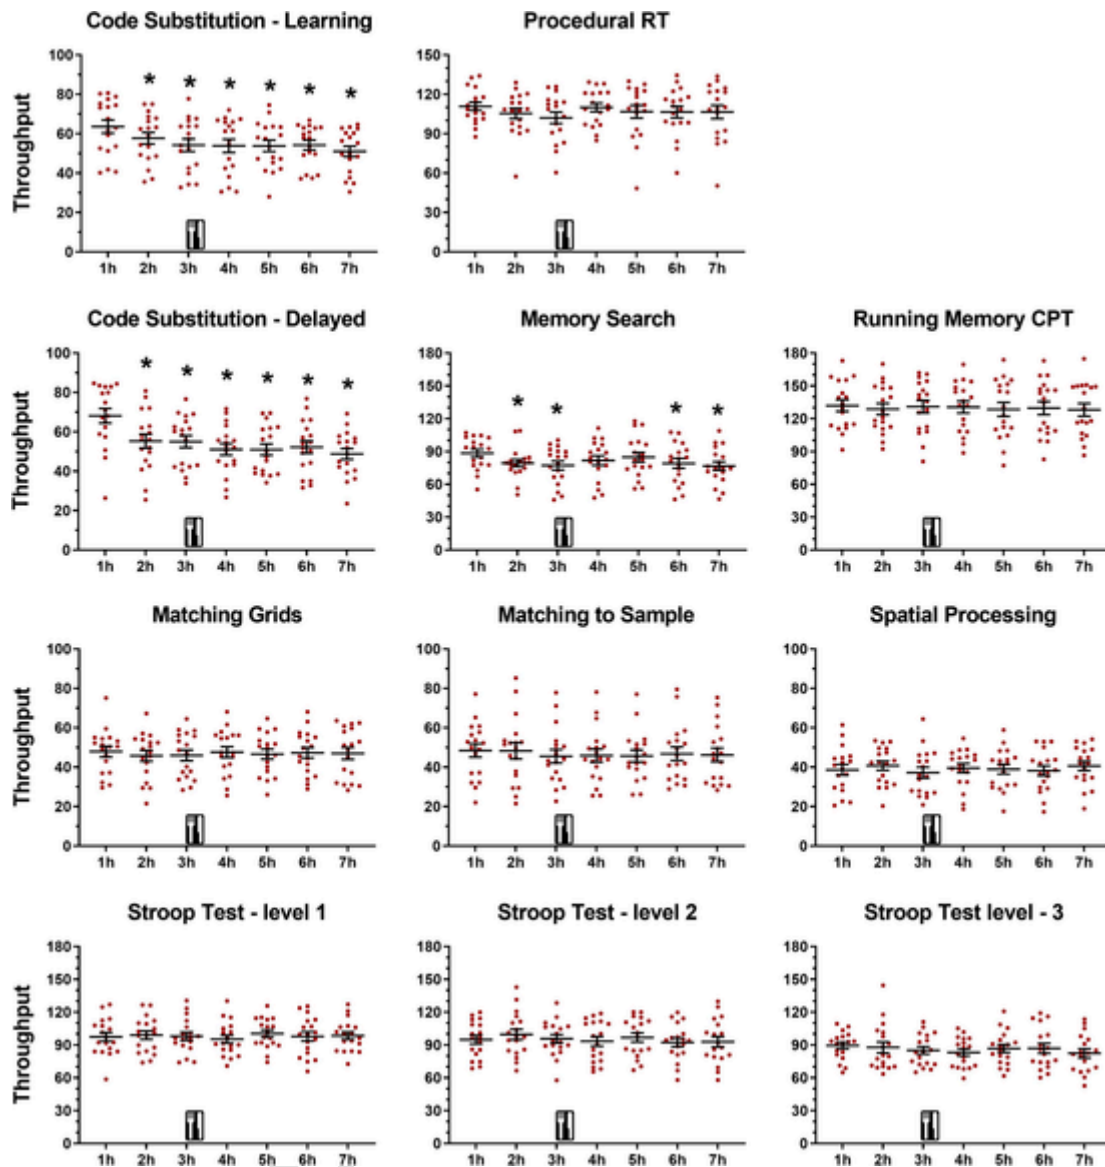 Code Substitution - Learning
Procedural RT
Throughput
100
80
60
40
20
0
* * * * * *
1h 2h 3h 4h 5h 6h 7h
150
120
90
60
30
0
1h 2h 3h 4h 5h 6h 7h
Code Substitution - Delayed
Memory Search
Running Memory CPT
Throughput
100
80
60
40
20
0
* * * * * *
1h 2h 3h 4h 5h 6h 7h
180
150
120
90
60
30
0
* * * *
1h 2h 3h 4h 5h 6h 7h
180
150
120
90
60
30
0
1h 2h 3h 4h 5h 6h 7h
Matching Grids
Matching to Sample
Spatial Processing
Throughput
100
80
60
40
20
0
1h 2h 3h 4h 5h 6h 7h
100
80
60
40
20
0
1h 2h 3h 4h 5h 6h 7h
100
80
60
40
20
0
1h 2h 3h 4h 5h 6h 7h
Stroop Test - level 1
Stroop Test - level 2
Stroop Test level - 3
Throughput
180
150
120
90
60
30
0
1h 2h 3h 4h 5h 6h 7h
180
150
120
90
60
30
0
1h 2h 3h 4h 5h 6h 7h
180
150
120
90
60
30
0
1h 2h 3h 4h 5h 6h 7h